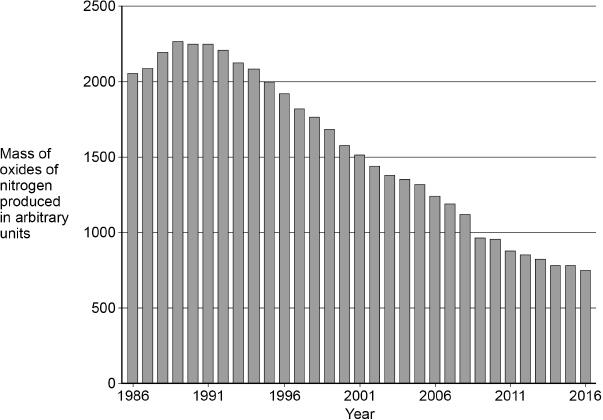 2500
2000
1500
1000
500
0
Mass of
oxides of
nitrogen
produced
in arbitrary
units
1986 1991 1996 2001 2006 2011 2016
Year